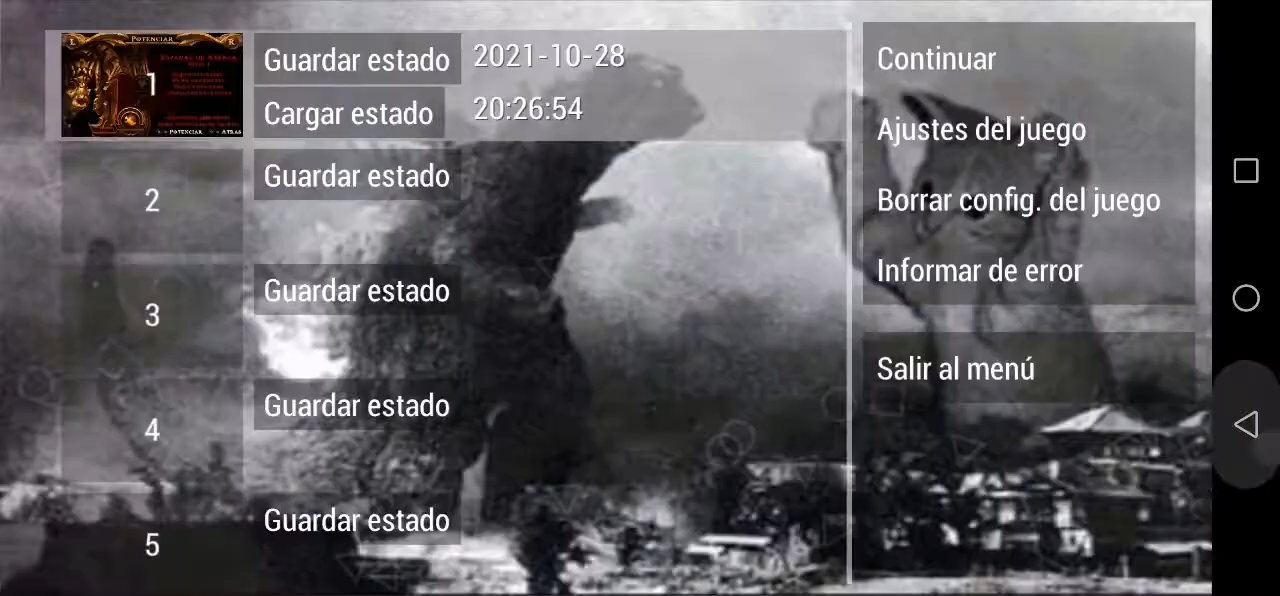 L POTENCIAR R
1
Guardar estado
2021-10-28
Cargar estado
20:26:54
2
Guardar estado
3
Guardar estado
4
Guardar estado
5
Guardar estado
Continuar
Ajustes del juego
Borrar config. del juego
Informar de error
Salir al menú